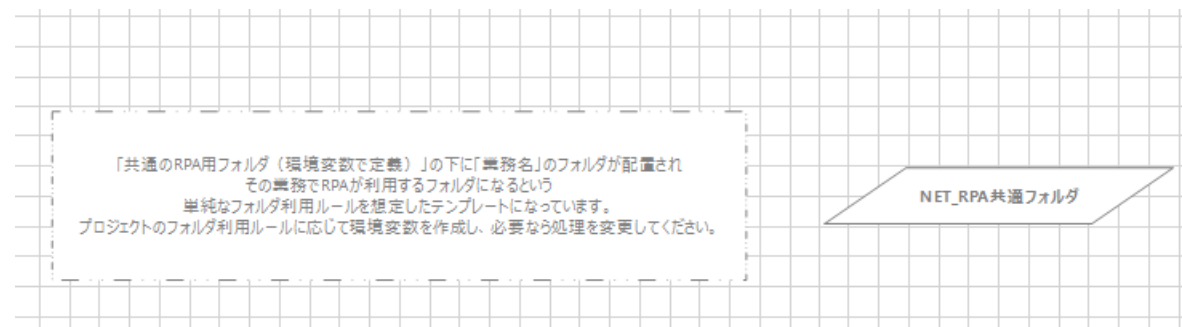 「共通のRPA用フォルダ（環境変数で定義）」の下に「業務名」のフォルダが配置され
その業務でRPAが利用するフォルダになるという
単純なフォルダ利用ルールを想定したテンプレートになっています。
プロジェクトのフォルダ利用ルールに応じて環境変数を作成し、必要なら処理を変更してください。
NET_RPA共通フォルダ